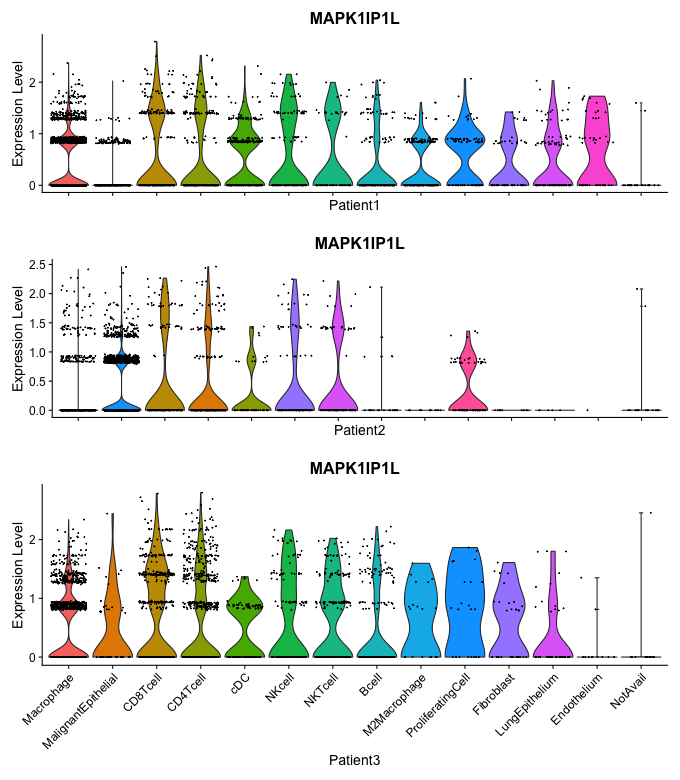 MAPK1IP1L
Expression Level
2
1
0
Patient1
MAPK1IP1L
Expression Level
2.5
2.0
1.5
1.0
0.5
0.0
Patient2
MAPK1IP1L
Expression Level
2
1
0
Macrophage
MalignantEpithelial
CD8Tcell
CD4Tcell
cDC
NKcell
NKTcell
Bcell
M2Macrophage
ProliferatingCell
Fibroblast
LungEpithelium
Endothelium
NotAvail
Patient3